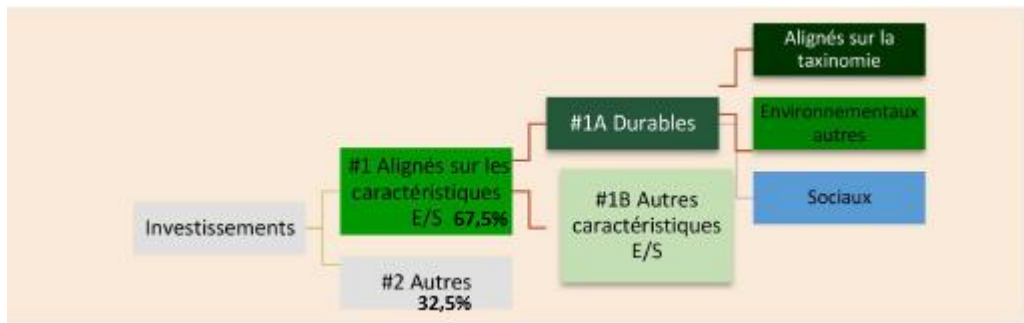 Investissements
#1 Alignés sur les
caractéristiques
E/S 67,5%
#2 Autres
32,5%
#1A Durables
#1B Autres
caractéristiques
E/S
Alignés sur la
taxinomie
Environnementaux
autres
Sociaux